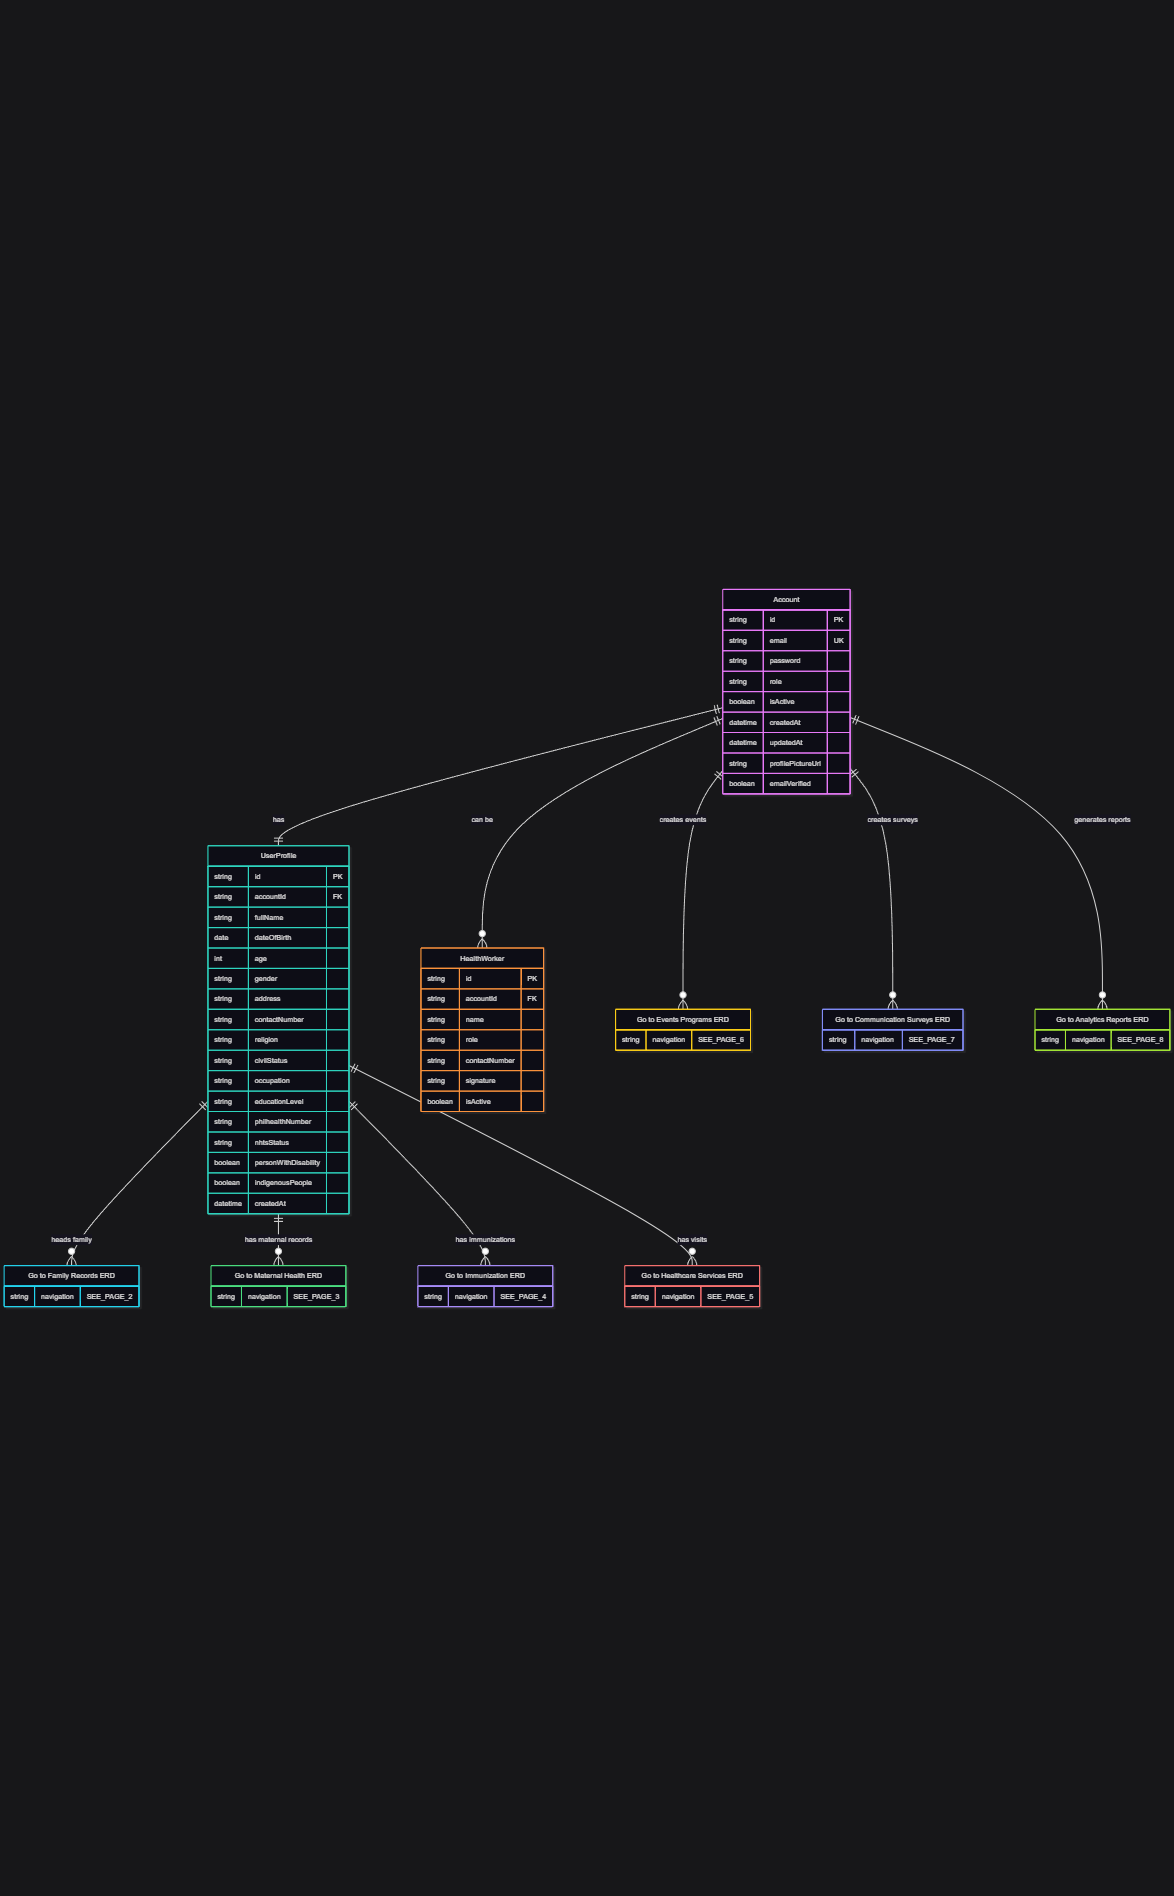 Account
string id PK
string email UK
string password
string role
boolean isActive
datetime createdAt
datetime updatedAt
string profilePictureUrl
boolean emailVerified
has
can be
creates events
creates surveys
generates reports
UserProfile
string id PK
string accountId FK
string fullName
date dateOfBirth
int age
string gender
string address
string contactNumber
string religion
string civilStatus
string occupation
string educationLevel
string philhealthNumber
string nhtsStatus
boolean personWithDisability
boolean indigenousPeople
datetime createdAt
HealthWorker
string id PK
string accountId FK
string name
string role
string contactNumber
string signature
boolean isActive
Go to Events Programs ERD
string navigation SEE_PAGE_6
Go to Communication Surveys ERD
string navigation SEE_PAGE_7
Go to Analytics Reports ERD
string navigation SEE_PAGE_8
heads family
has maternal records
has immunizations
has visits
Go to Family Records ERD
string navigation SEE_PAGE_2
Go to Maternal Health ERD
string navigation SEE_PAGE_3
Go to Immunization ERD
string navigation SEE_PAGE_4
Go to Healthcare Services ERD
string navigation SEE_PAGE_5